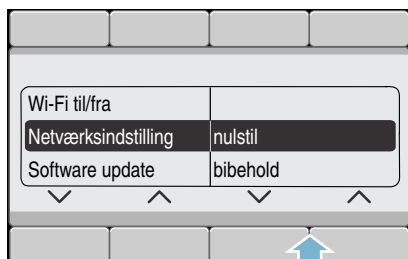 Wi-Fi til/fra
Netværksindstilling nulstil
Software update bibehold